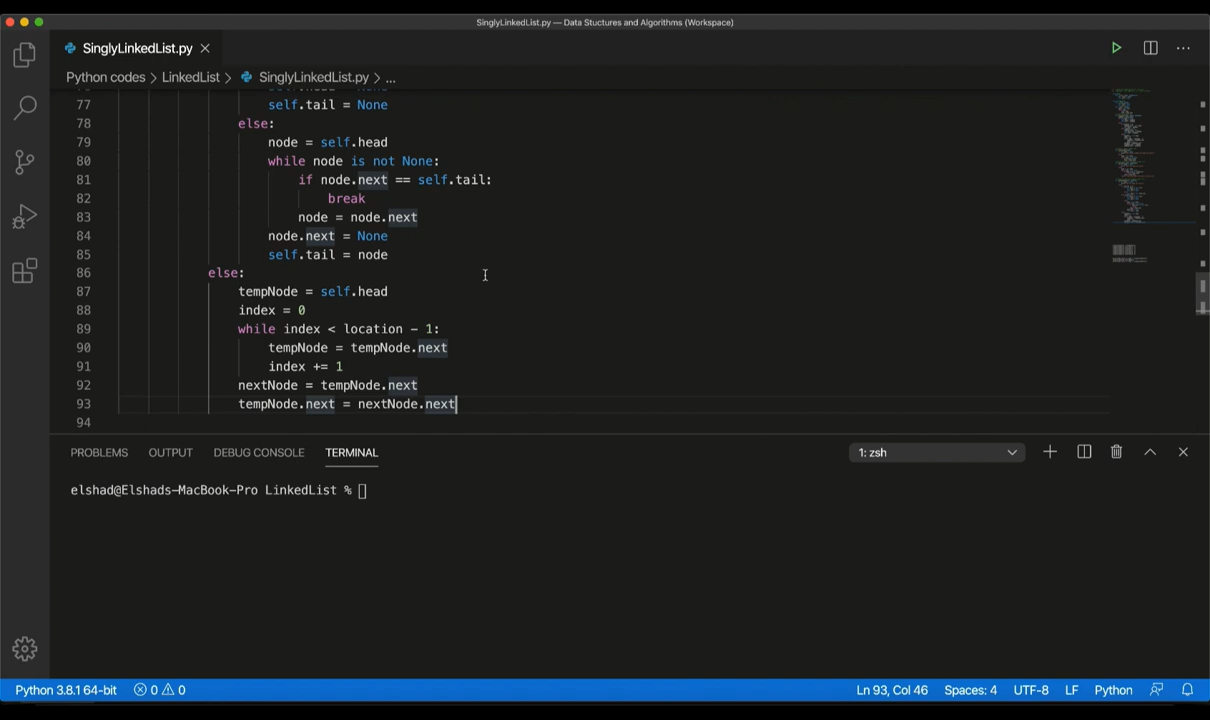 SinglyLinkedList.py — Data Stuctures and Algorithms (Workspace)
SinglyLinkedList.py
Python codes > LinkedList > SinglyLinkedList.py > ...
77 self.tail = None
78 else:
79 node = self.head
80 while node is not None:
81 if node.next == self.tail:
82 break
83 node = node.next
84 node.next = None
85 self.tail = node
86 else:
87 tempNode = self.head
88 index = 0
89 while index < location - 1:
90 tempNode = tempNode.next
91 index += 1
92 nextNode = tempNode.next
93 tempNode.next = nextNode.next
94
PROBLEMS OUTPUT DEBUG CONSOLE TERMINAL 1: zsh
elshad@Elshads-MacBook-Pro LinkedList %
Python 3.8.1 64-bit 0 0 Ln 93, Col 46 Spaces: 4 UTF-8 LF Python